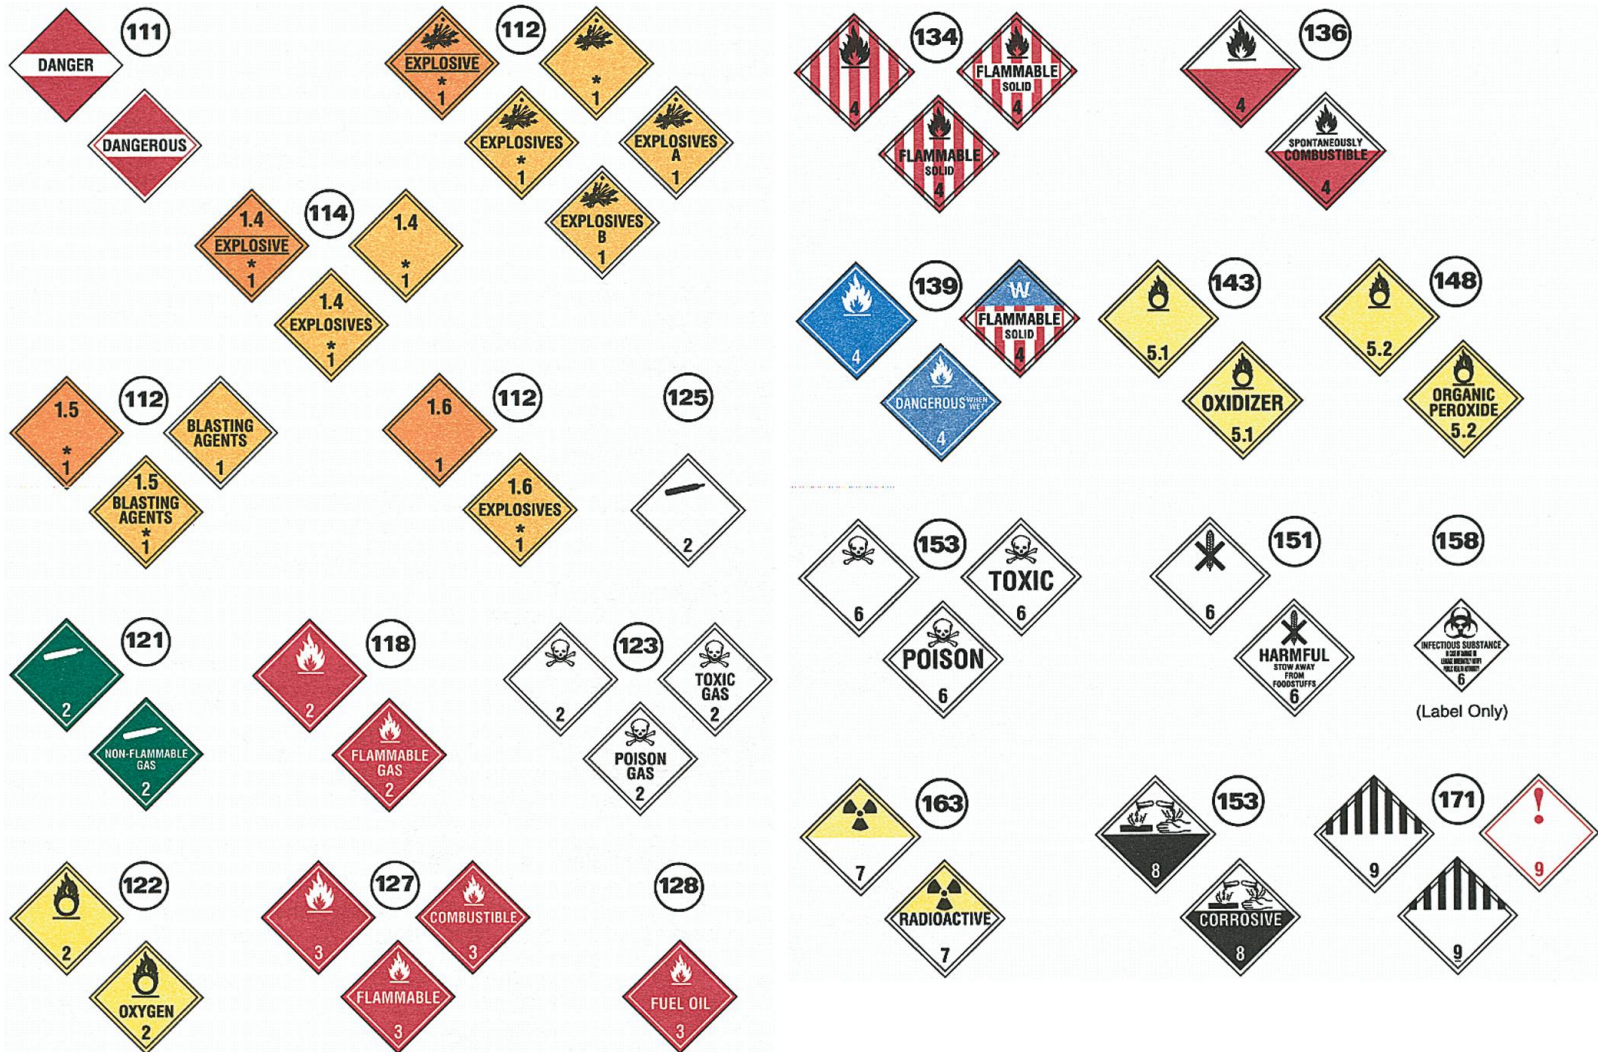 111
DANGER
DANGEROUS
112
EXPLOSIVE
*
1
*
1
EXPLOSIVES
*
1
EXPLOSIVES
A
1
EXPLOSIVES
B
1
114
1.4
EXPLOSIVE
*
1
1.4
*
1
1.4
EXPLOSIVES
*
1
112
1.5
*
1
BLASTING
AGENTS
1
1.5
BLASTING
AGENTS
*
1
112
1.6
1
1.6
EXPLOSIVES
*
1
125
2
121
2
NON-FLAMMABLE
GAS
2
118
2
FLAMMABLE
GAS
2
123
2
TOXIC
GAS
2
POISON
GAS
2
122
2
OXYGEN
2
127
3
COMBUSTIBLE
3
FLAMMABLE
3
128
FUEL OIL
3
134
4
FLAMMABLE
SOLID
4
FLAMMABLE
SOLID
4
136
4
SPONTANEOUSLY
COMBUSTIBLE
4
139
4
W
FLAMMABLE
SOLID
4
DANGEROUS WHEN
WET
4
143
5.1
OXIDIZER
5.1
148
5.2
ORGANIC
PEROXIDE
5.2
153
6
TOXIC
6
POISON
6
151
6
HARMFUL
STOW AWAY
FROM
FOODSTUFFS
6
158
INFECTIOUS SUBSTANCE
6
(Label Only)
163
7
RADIOACTIVE
7
153
8
CORROSIVE
8
171
9
!
9
9